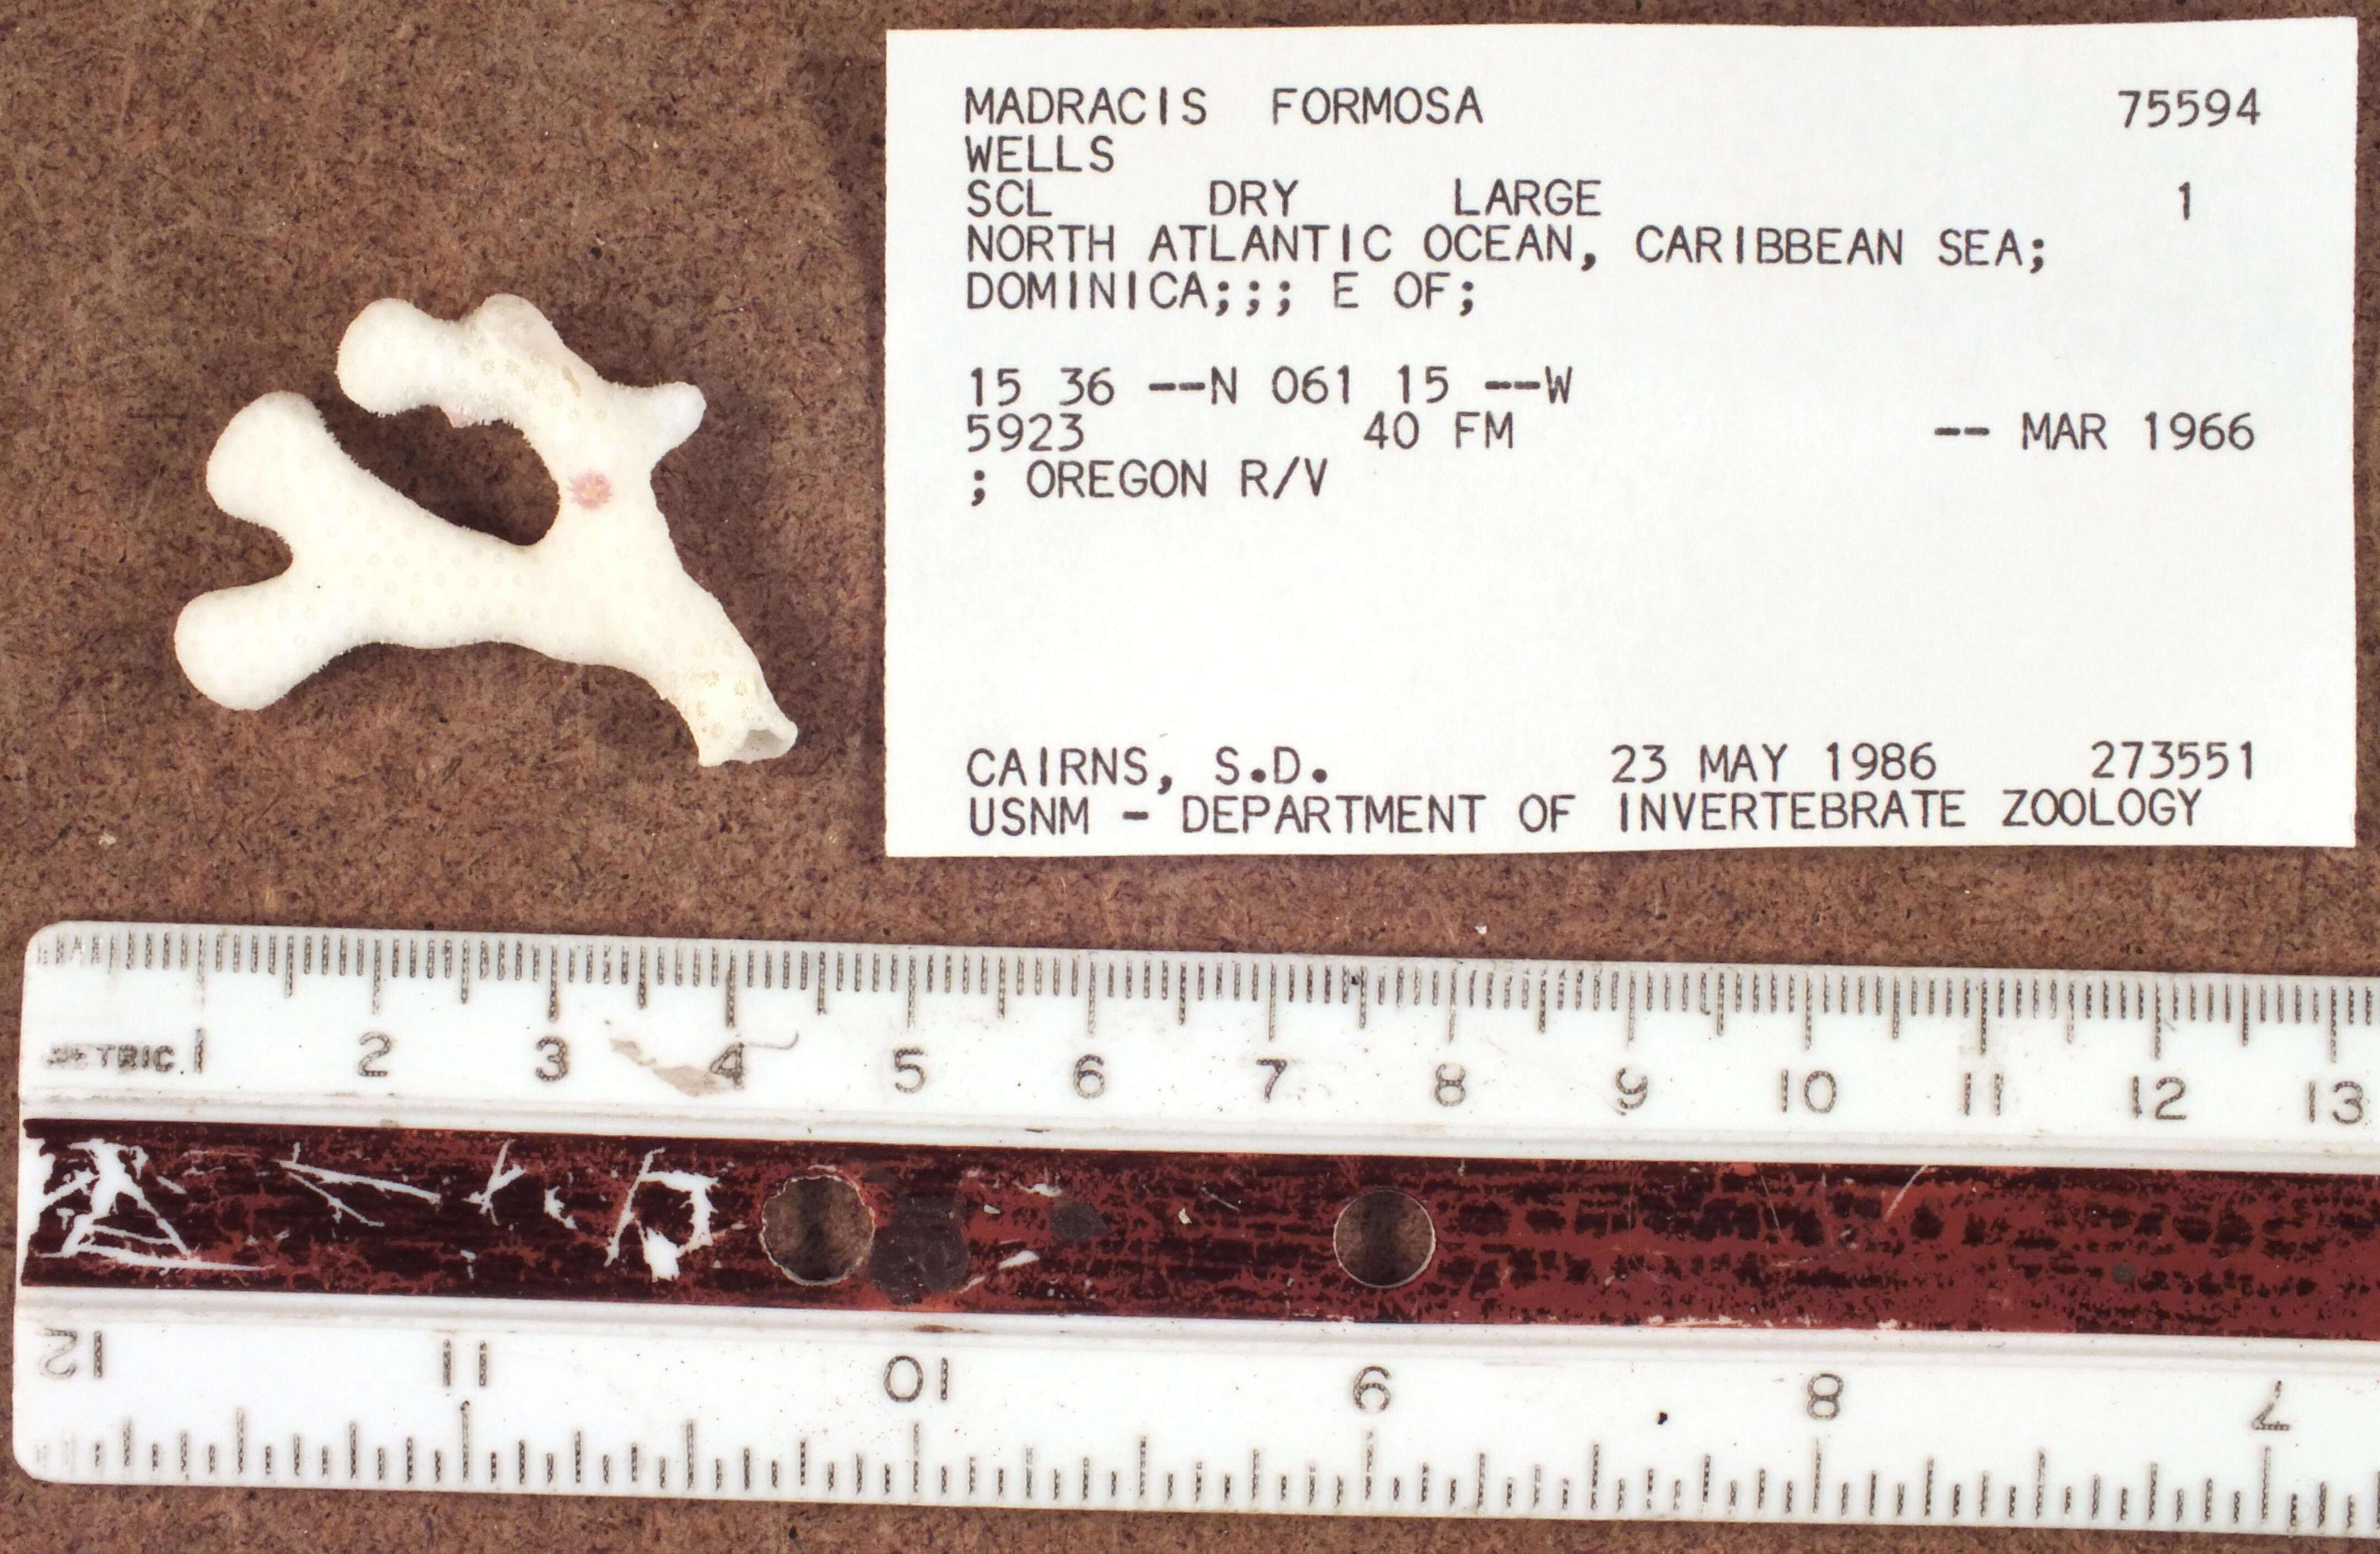 MADRACIS FORMOSA 75594
WELLS
SCL DRY LARGE 1
NORTH ATLANTIC OCEAN, CARIBBEAN SEA;
DOMINICA;;; E OF;
15 36 --N 061 15 --W
5923 40 FM -- MAR 1966
; OREGON R/V
CAIRNS, S.D. 23 MAY 1986 273551
USNM - DEPARTMENT OF INVERTEBRATE ZOOLOGY
1 2 3 4 5 6 7 8 9 10 11 12 13
12 11 10 9 8 7